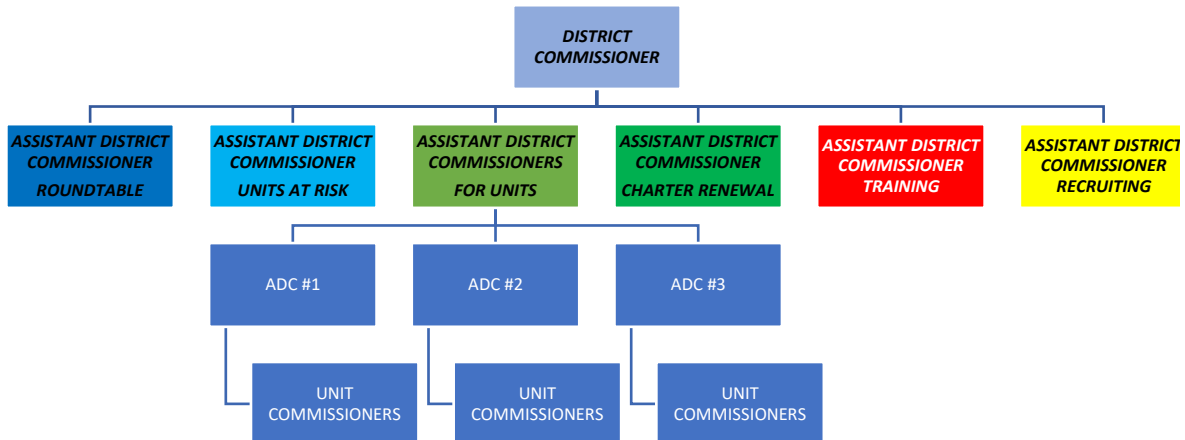 DISTRICT
COMMISSIONER
ASSISTANT DISTRICT
COMMISSIONER
ROUNDTABLE
ASSISTANT DISTRICT
COMMISSIONER
UNITS AT RISK
ASSISTANT DISTRICT
COMMISSIONERS
FOR UNITS
ASSISTANT DISTRICT
COMMISSIONER
CHARTER RENEWAL
ASSISTANT DISTRICT
COMMISSIONER
TRAINING
ASSISTANT DISTRICT
COMMISSIONER
RECRUITING
ADC #1
ADC #2
ADC #3
UNIT
COMMISSIONERS
UNIT
COMMISSIONERS
UNIT
COMMISSIONERS